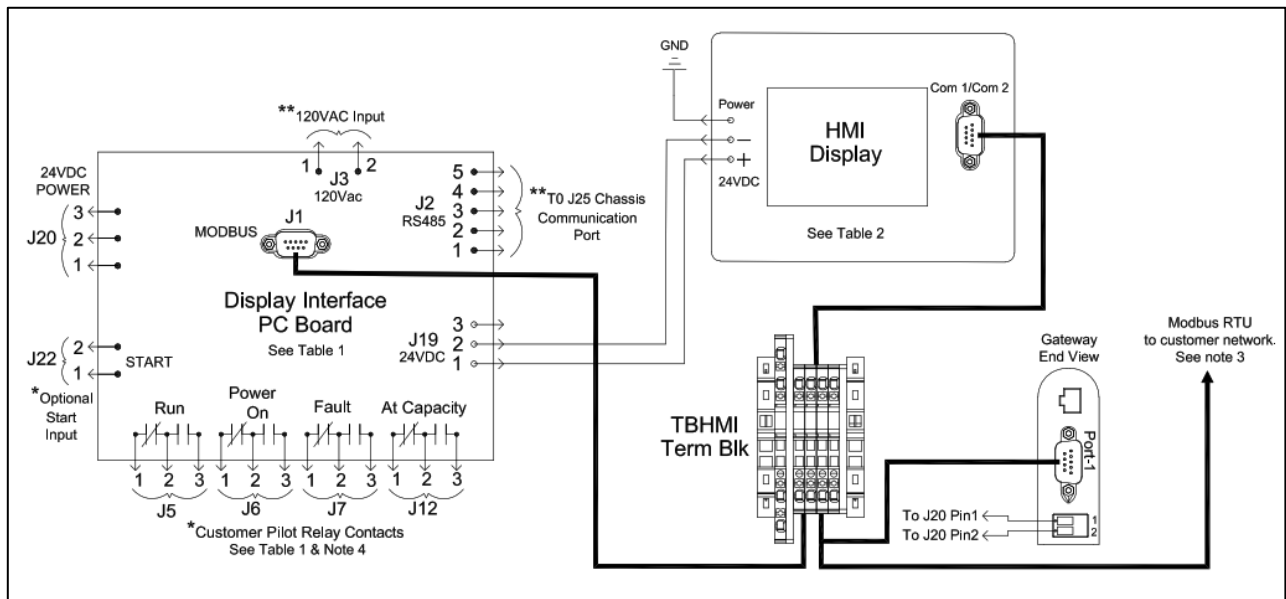 GND
Power
−
+
24VDC
HMI
Display
Com 1/Com 2
See Table 2
**120VAC Input
1 2
J3
120Vac
24VDC
POWER
3
J20 2
1
MODBUS
J1
J2
RS485
5
4
3
2
1
**T0 J25 Chassis
Communication
Port
Display Interface
PC Board
See Table 1
J19
24VDC
3
2
1
J22 2
1
START
*Optional
Start
Input
Run
1 2 3
J5
Power
On
1 2 3
J6
Fault
1 2 3
J7
At Capacity
1 2 3
J12
*Customer Pilot Relay Contacts
See Table 1 & Note 4
TBHMI
Term Blk
Gateway
End View
Port-1
To J20 Pin1
To J20 Pin2
1
2
Modbus RTU
to customer network.
See note 3